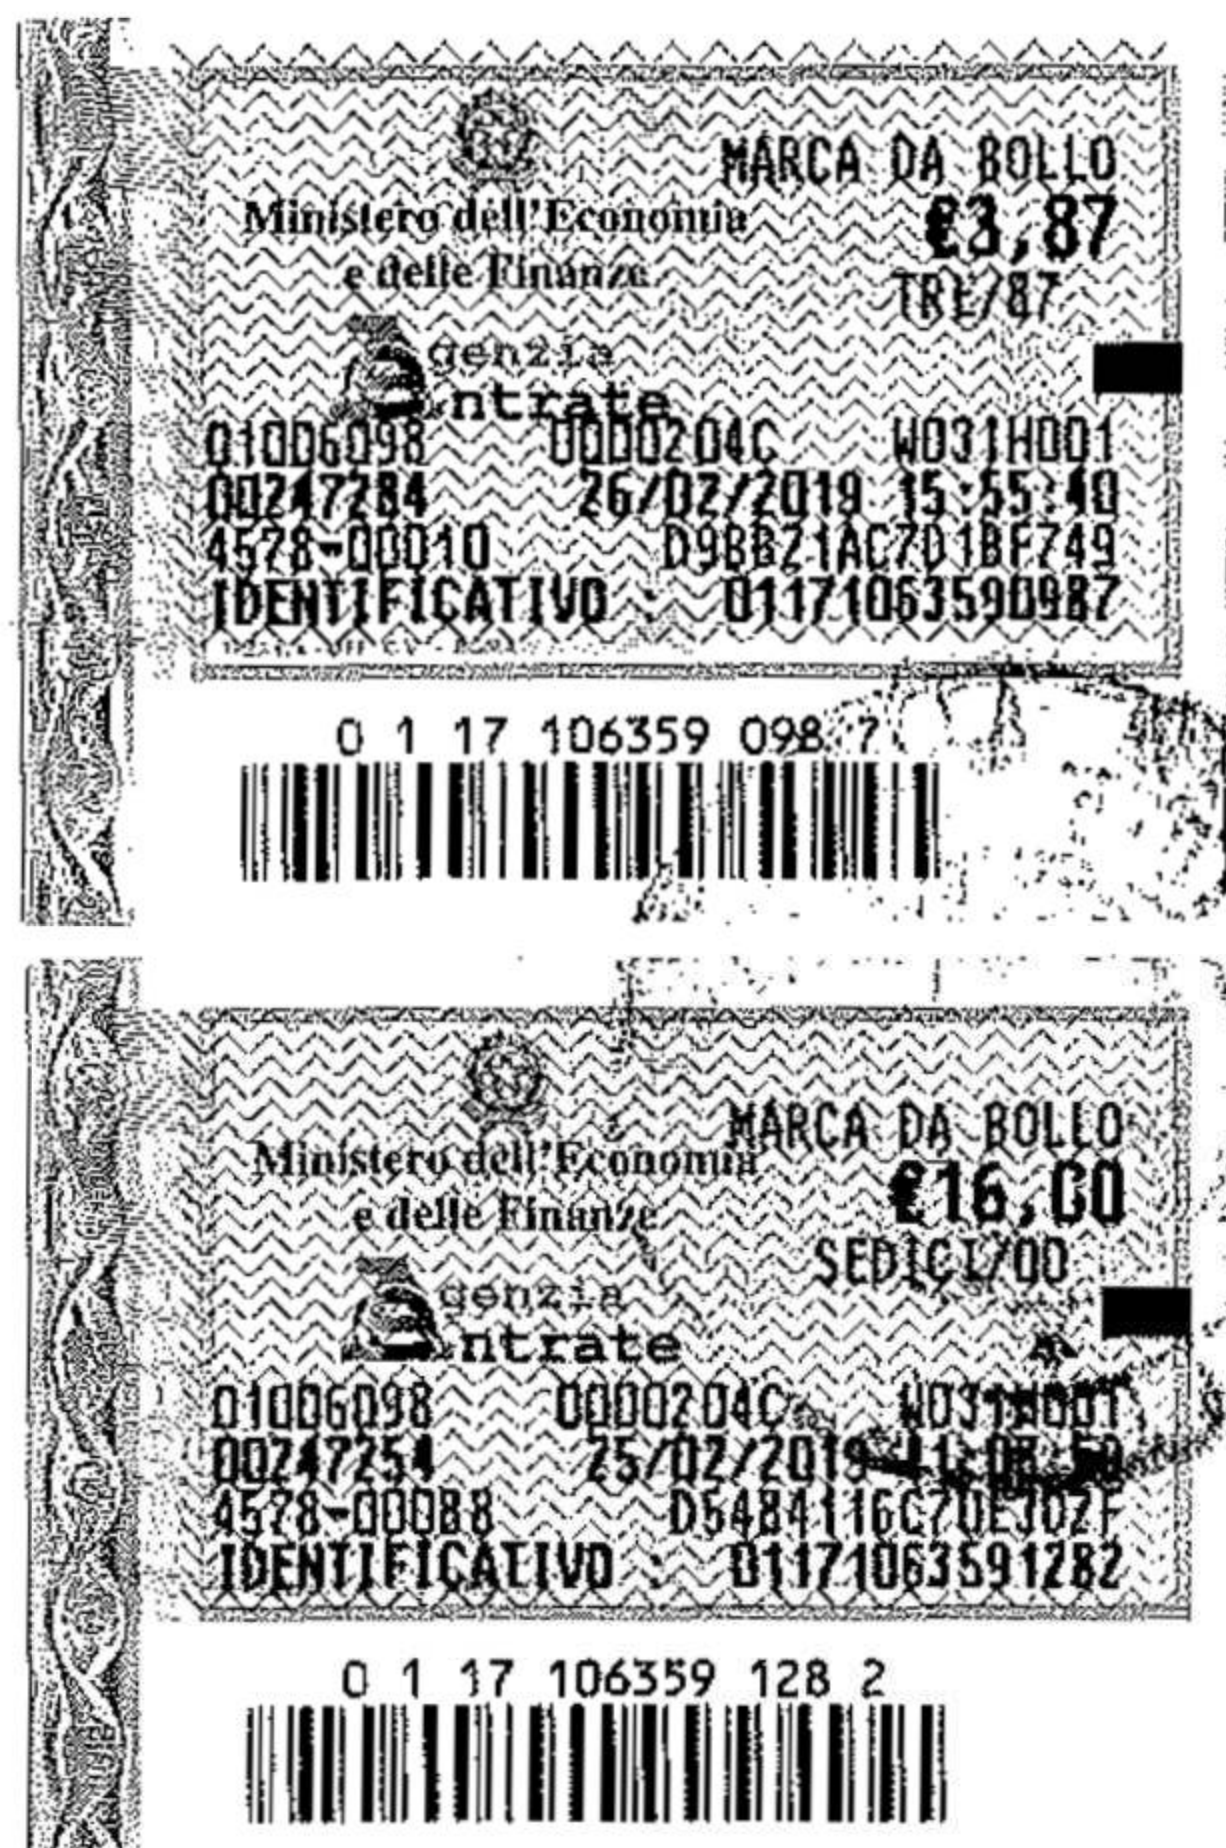 MARCA DA BOLLO
€3,87
TRE/87
Ministero dell'Economia
e delle Finanze
genzia
ntrate
01006098 0000204C W031H001
00247284 26/02/2019 15:55:40
4578-00010 D9BB21AC7D1BF749
IDENTIFICATIVO : 01171063590987
0 1 17 106359 098 7
MARCA DA BOLLO
€16,00
SEDICI/00
Ministero dell'Economia
e delle Finanze
genzia
ntrate
01006098 0000204C W031H001
00247254 25/02/2019
4578-00088
IDENTIFICATIVO : 01171063591282
0 1 17 106359 128 2